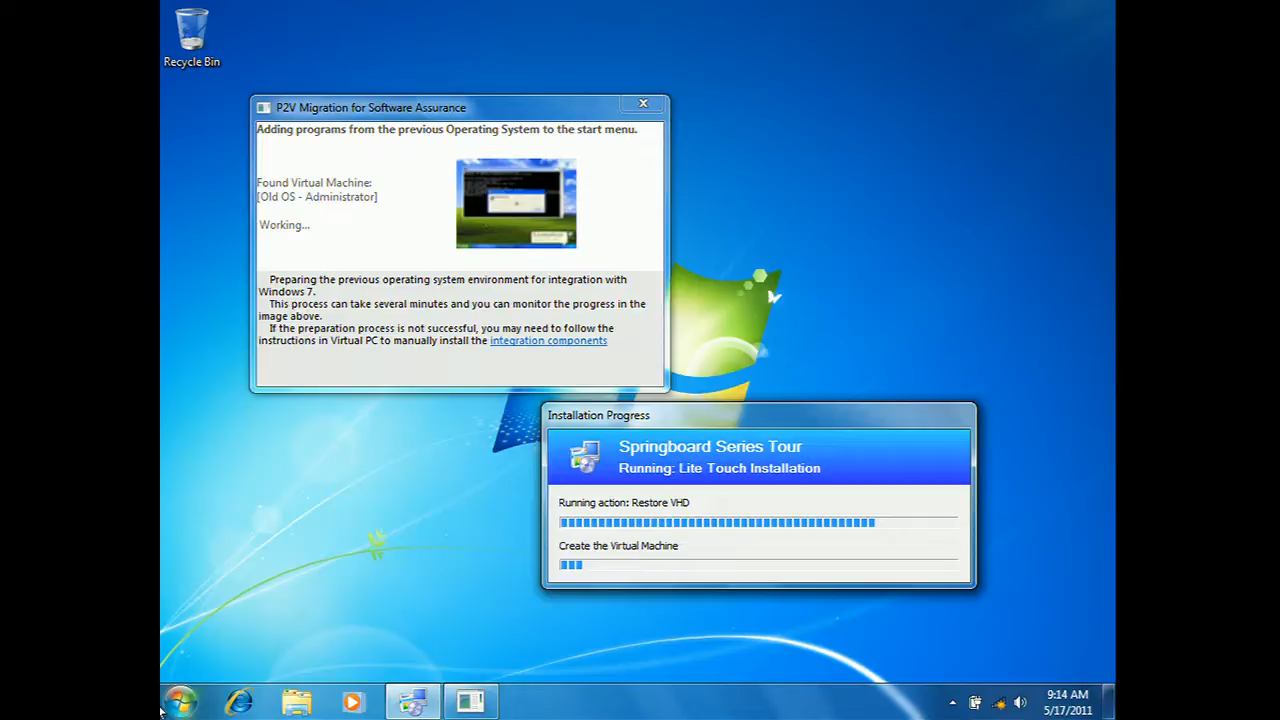 Recycle Bin
P2V Migration for Software Assurance
Adding programs from the previous Operating System to the start menu.
Found Virtual Machine:
[Old OS - Administrator]
Working...
Preparing the previous operating system environment for integration with
Windows 7.
This process can take several minutes and you can monitor the progress in the
image above.
If the preparation process is not successful, you may need to follow the
instructions in Virtual PC to manually install the integration components
Installation Progress
Springboard Series Tour
Running: Lite Touch Installation
Running action: Restore VHD
Create the Virtual Machine
9:14 AM
5/17/2011